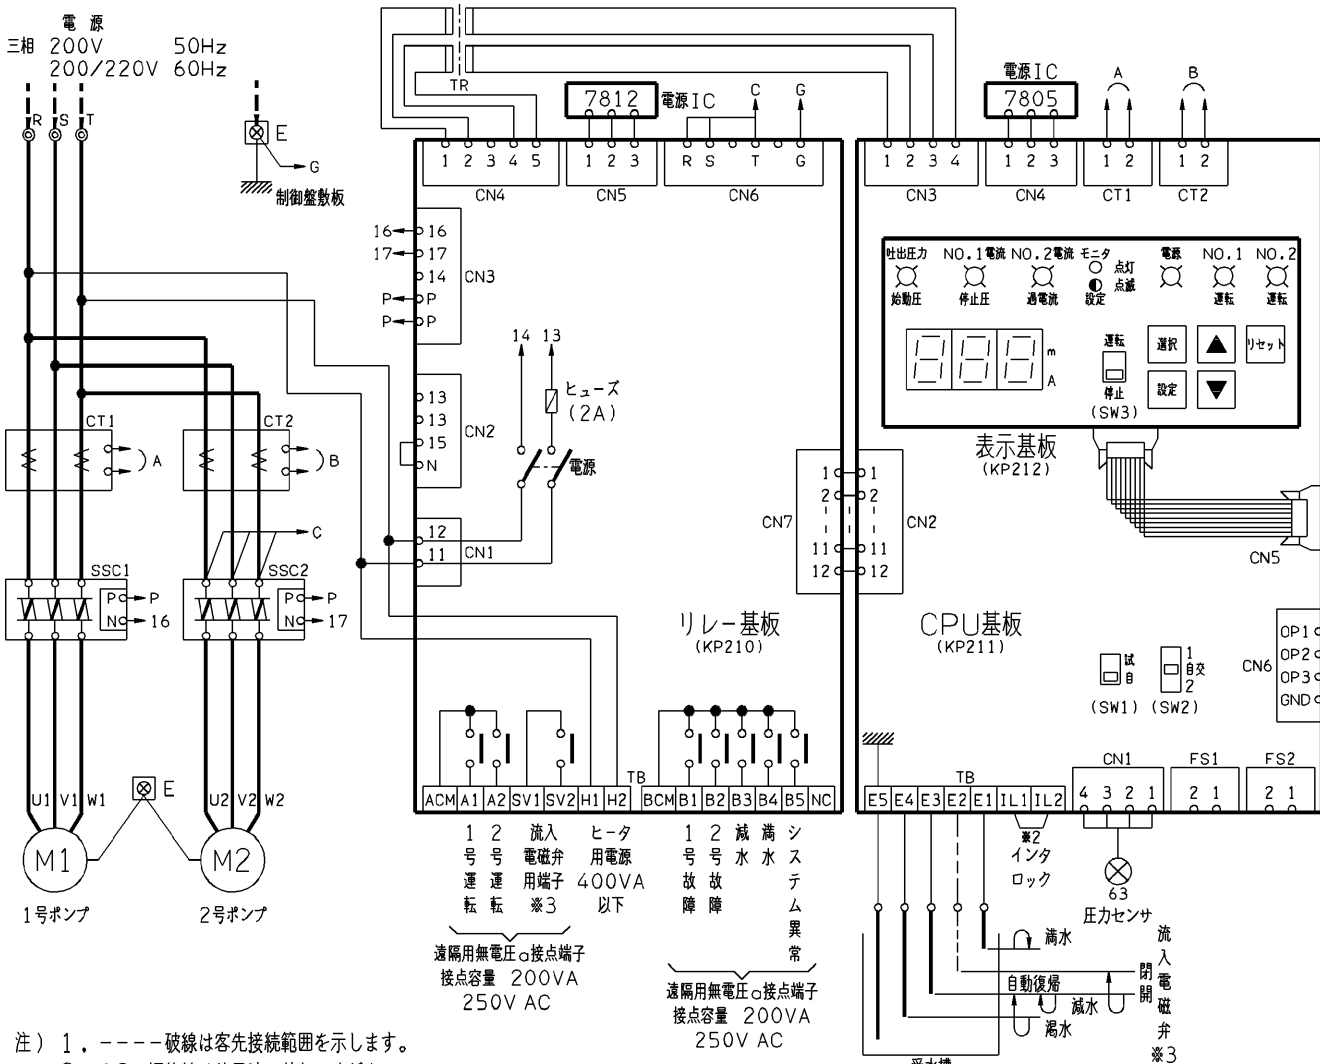 電源
三相 200V 50Hz
200/220V 60Hz
R S T
E
G
制御盤敷板
TR
7812 電源IC
C G
電源IC
7805
A B
1 2 3 4 5
CN4
1 2 3
CN5
R S T G
CN6
1 2 3 4
CN3
1 2 3
CN4
1 2
CT1
1 2
CT2
16 16
17 17
14
P P
P P
CN3
13
13
15
N
CN2
12
11
CN1
14 13
ヒューズ
(2A)
電源
吐出圧力 NO.1電流 NO.2電流 モニタ 電源 NO.1 NO.2
点灯
点滅
始動圧 停止圧 過電流 設定 運転 運転
888
m
A
運転
停止
(SW3)
選択 ▲ リセット
設定 ▼
表示基板
(KP212)
CN5
CT1
A
CT2
B
C
SSC1
P P
N 16
SSC2
P P
N 17
CN7
1 1
2 2
11 11
12 12
CN2
リレー基板
(KP210)
CPU基板
(KP211)
試
自
(SW1)
1
自交
2
(SW2)
CN6
OP1
OP2
OP3
GND
U1 V1 W1
E
U2 V2 W2
M1
M2
1号ポンプ
2号ポンプ
TB
ACM A1 A2 SV1 SV2 H1 H2 BCM B1 B2 B3 B4 B5 NC
1号運転
2号運転
流入
電磁弁
用端子
※3
ヒータ
用電源
400VA
以下
1号故障
2号故障
減水
満水
システム異常
遠隔用無電圧a接点端子
接点容量 200VA
250V AC
遠隔用無電圧a接点端子
接点容量 200VA
250V AC
TB
E5 E4 E3 E2 E1 IL1 IL2
CN1
4 3 2 1
FS1
2 1
FS2
2 1
※2
インタ
ロック
63
圧力センサ
満水
自動復帰
減水
渇水
閉
開
流入電磁弁
※3
注) 1. ----破線は客先接続範囲を示します。